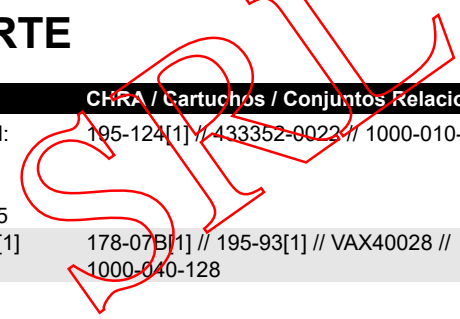 RTE
CHRA / Cartuchos / Conjuntos Relacio
l: 195-124[1] // 433352-0022 // 1000-010-
5
[1] 178-07B[1] // 195-93[1] // VAX40028 //
1000-040-128
SRL